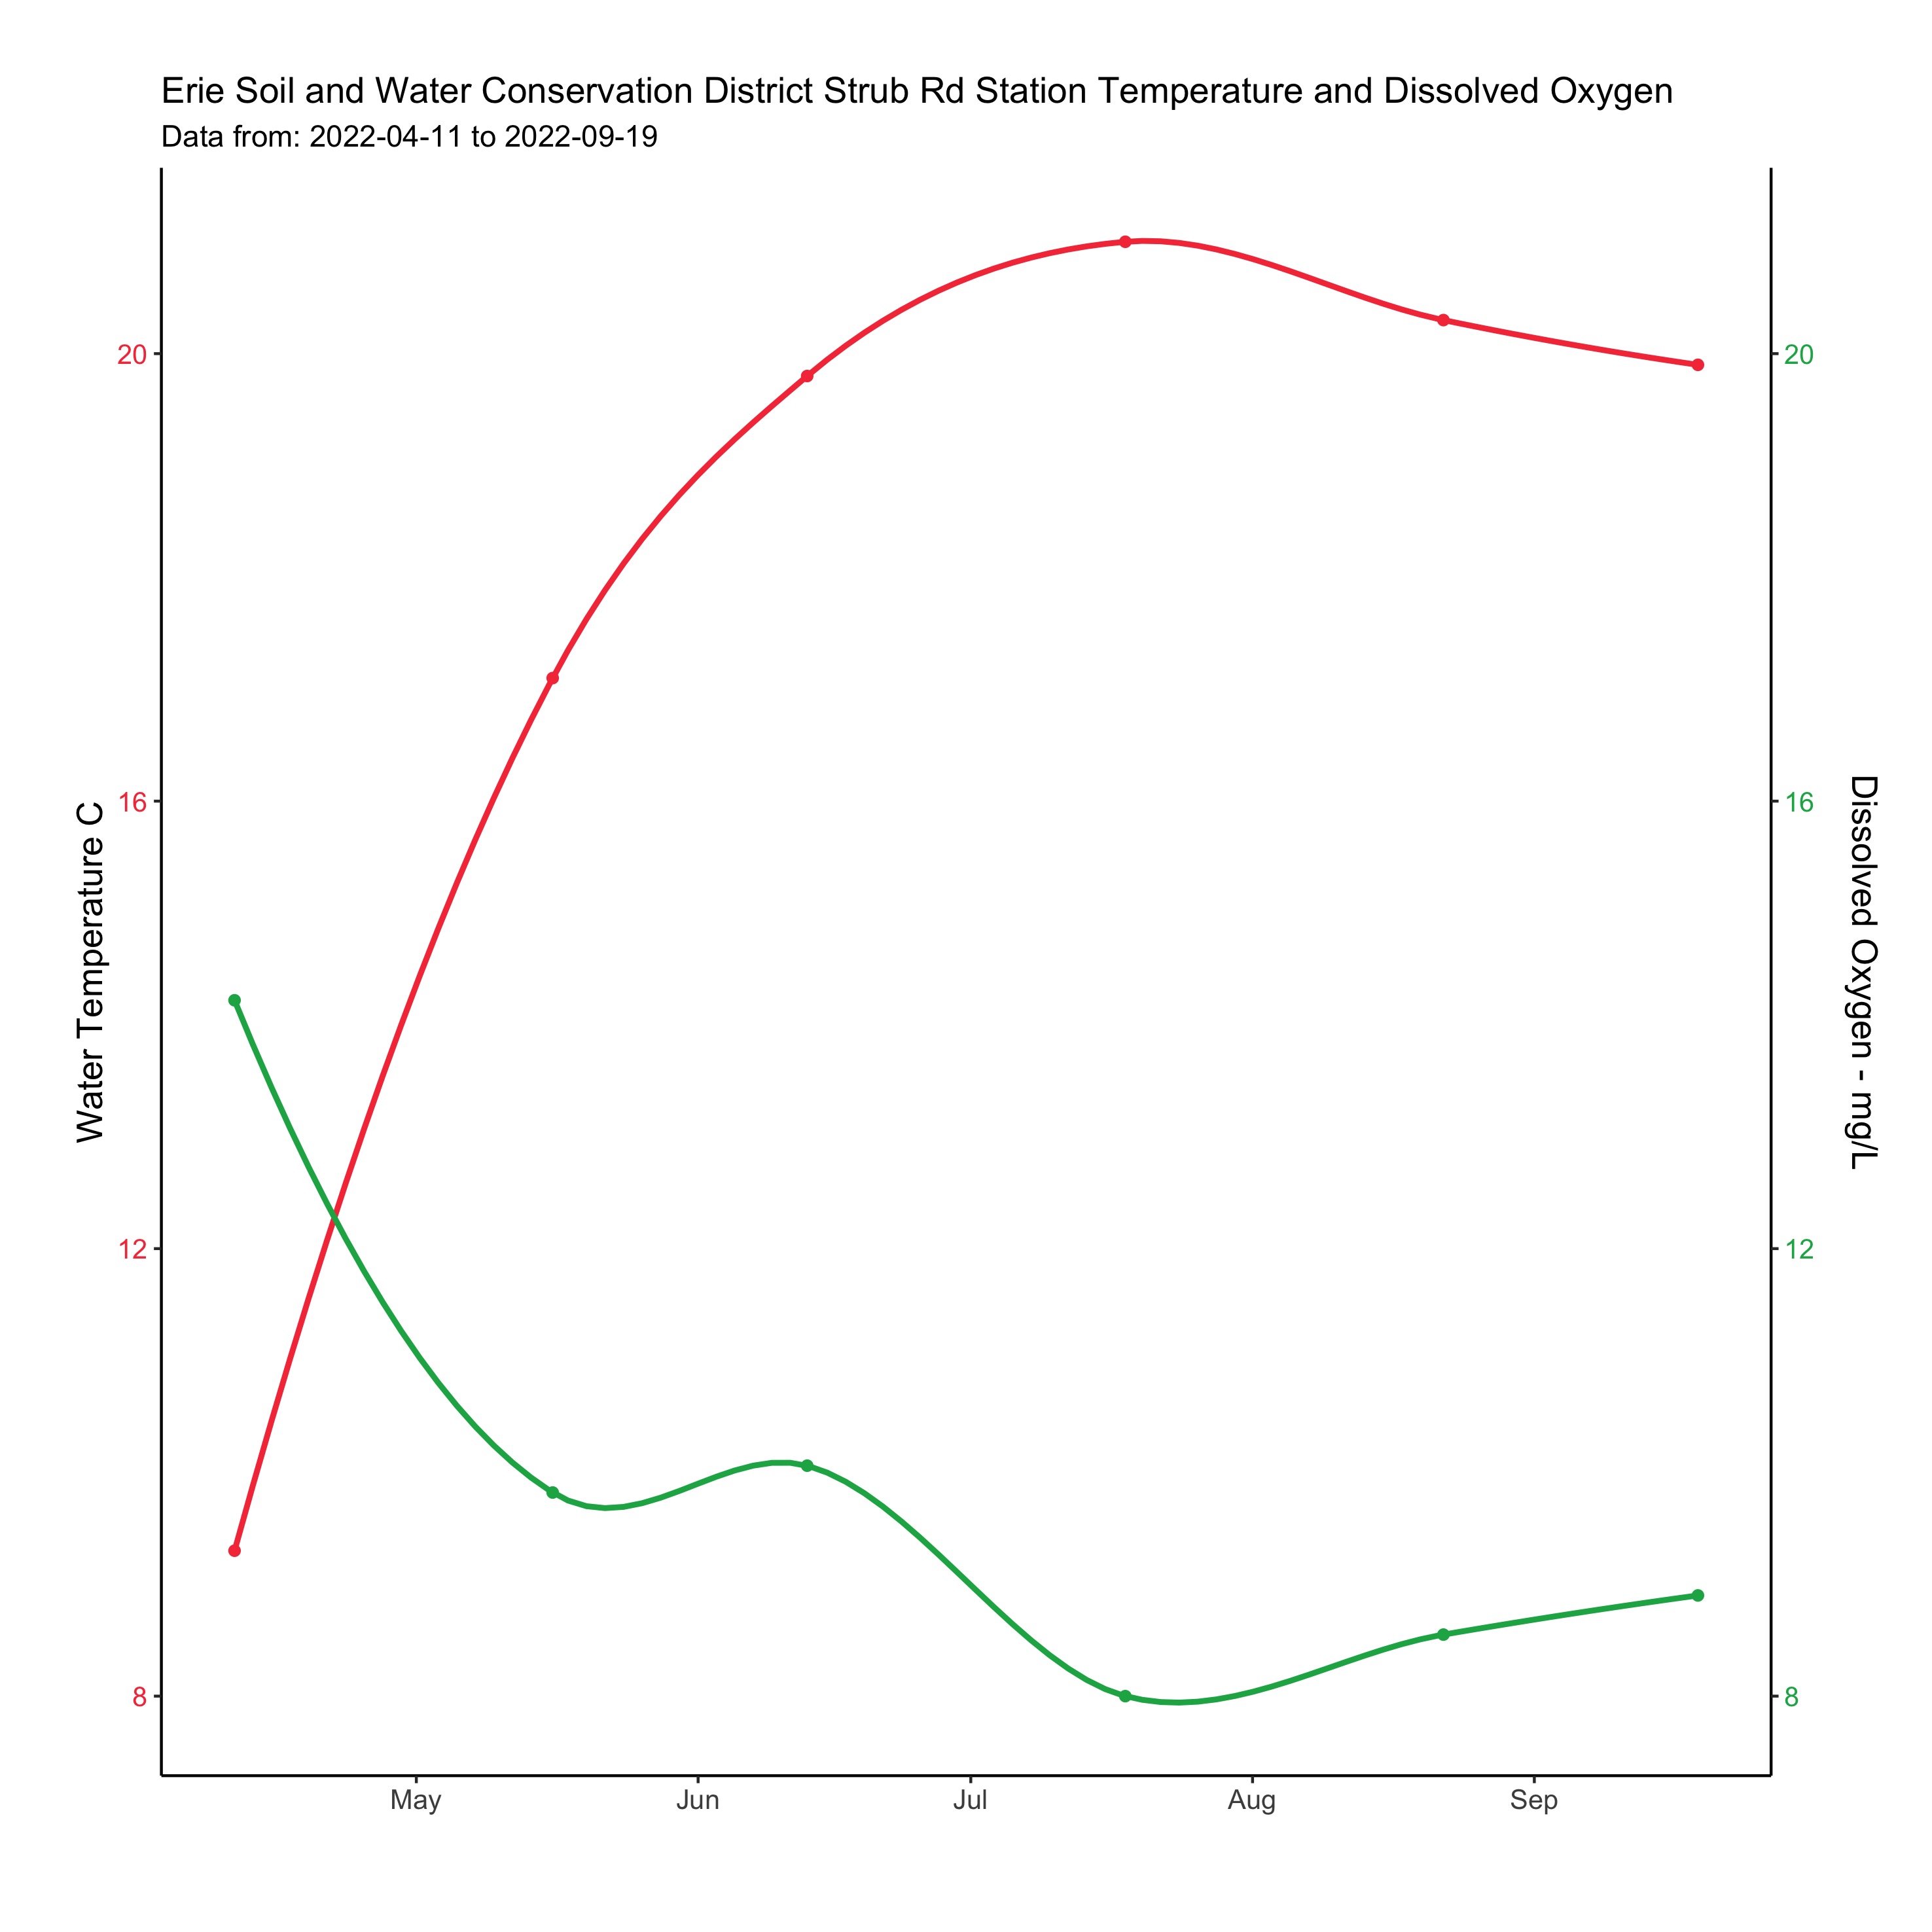 Erie Soil and Water Conservation District Strub Rd Station Temperature and Dissolved Oxygen
Data from: 2022-04-11 to 2022-09-19
Water Temperature C
20
16
12
8
20
16
12
8
Dissolved Oxygen - mg/L
May Jun Jul Aug Sep